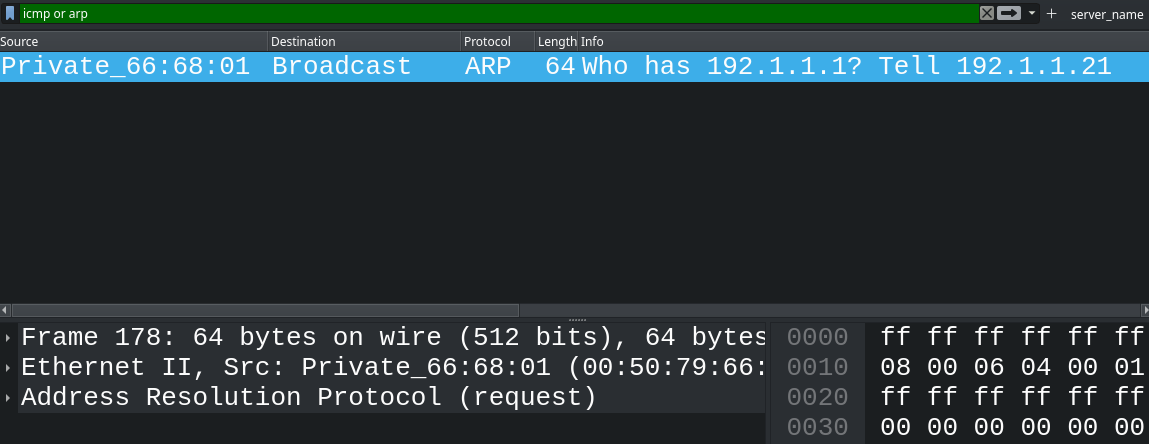 icmp or arp + server_name
Source Destination Protocol Length Info
Private_66:68:01 Broadcast ARP 64 Who has 192.1.1.1? Tell 192.1.1.21
Frame 178: 64 bytes on wire (512 bits), 64 bytes 0000 ff ff ff ff ff ff
Ethernet II, Src: Private_66:68:01 (00:50:79:66: 0010 08 00 06 04 00 01
Address Resolution Protocol (request) 0020 ff ff ff ff ff ff
0030 00 00 00 00 00 00